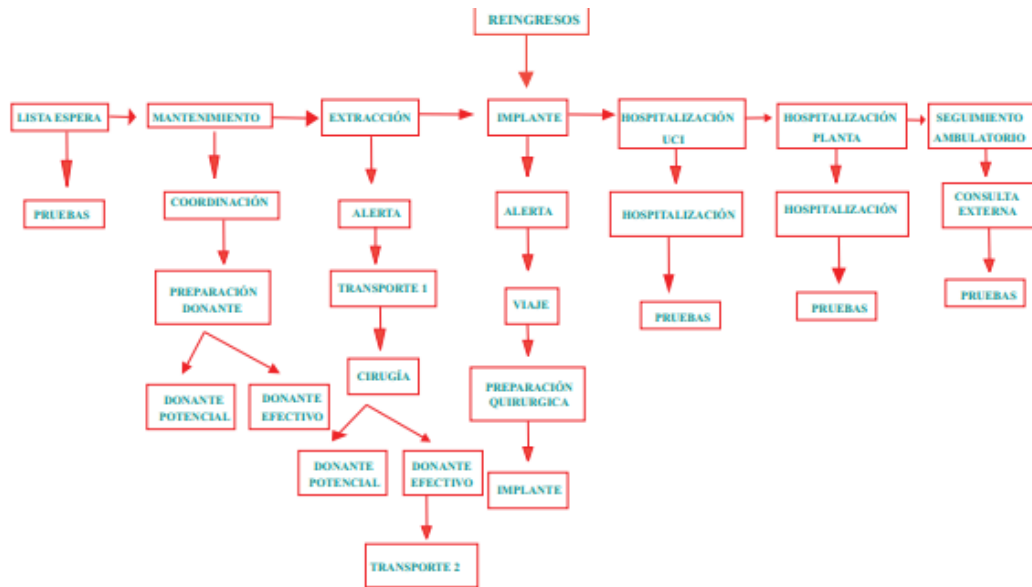 REINGRESOS
LISTA ESPERA
MANTENIMIENTO
EXTRACCIÓN
IMPLANTE
HOSPITALIZACIÓN
UCI
HOSPITALIZACIÓN
PLANTA
SEGUIMIENTO
AMBULATORIO
PRUEBAS
COORDINACIÓN
ALERTA
ALERTA
HOSPITALIZACIÓN
HOSPITALIZACIÓN
CONSULTA
EXTERNA
PREPARACIÓN
DONANTE
TRANSPORTE 1
VIAJE
PRUEBAS
PRUEBAS
PRUEBAS
DONANTE
POTENCIAL
DONANTE
EFECTIVO
CIRUGÍA
PREPARACIÓN
QUIRURGICA
DONANTE
POTENCIAL
DONANTE
EFECTIVO
IMPLANTE
TRANSPORTE 2